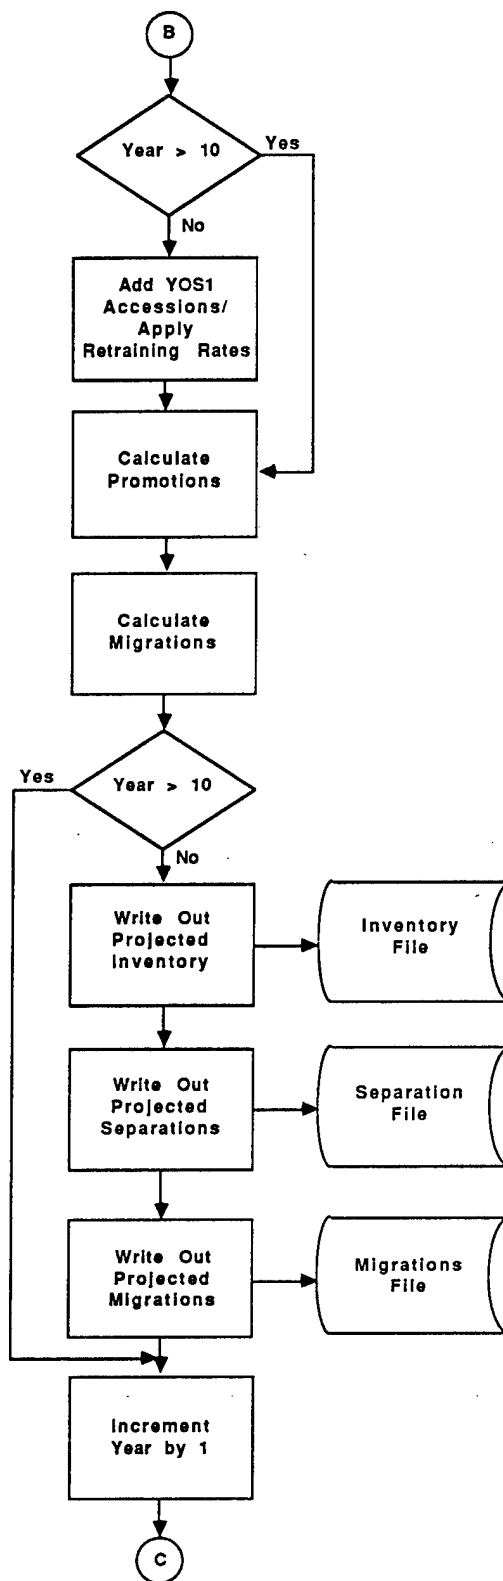 B
Year > 10
Yes
No
Add YOS1
Accessions/
Apply
Retraining Rates
Calculate
Promotions
Calculate
Migrations
Yes
Year > 10
No
Write Out
Projected
Inventory
Inventory
File
Write Out
Projected
Separations
Separation
File
Write Out
Projected
Migrations
Migrations
File
Increment
Year by 1
C